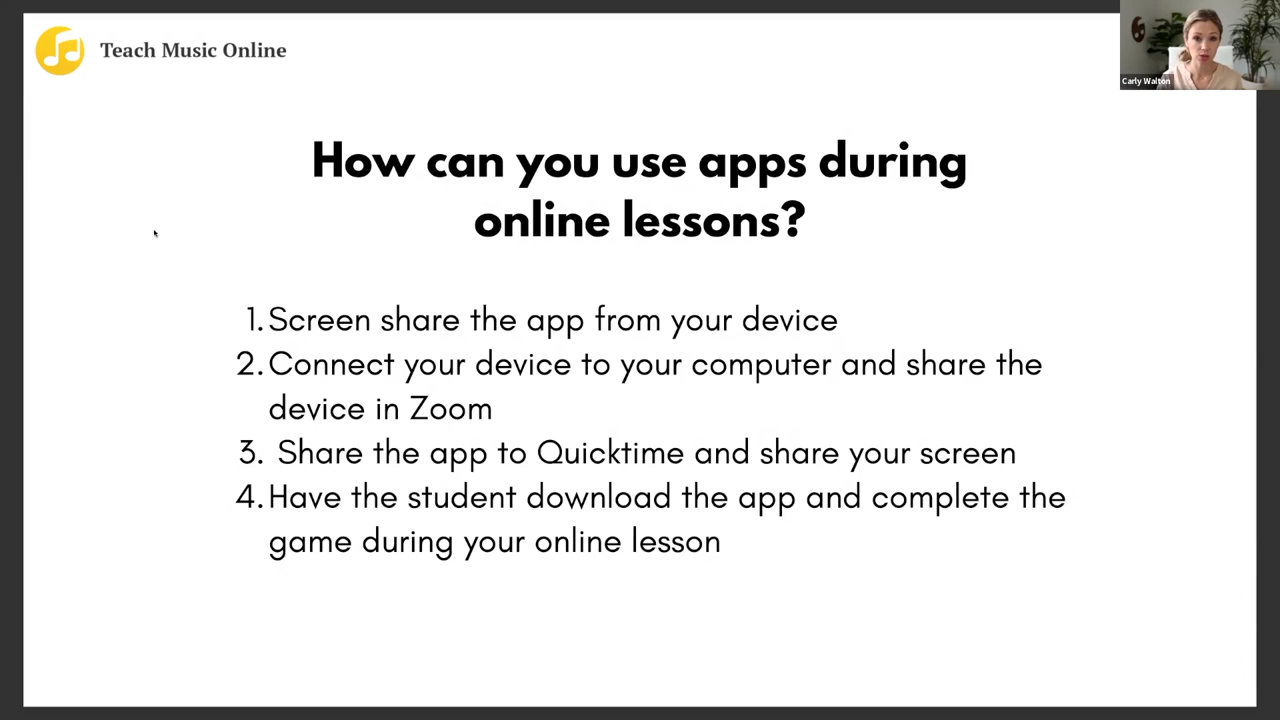 Teach Music Online
Carly Walton
How can you use apps during
online lessons?
1. Screen share the app from your device
2. Connect your device to your computer and share the
device in Zoom
3. Share the app to Quicktime and share your screen
4. Have the student download the app and complete the
game during your online lesson